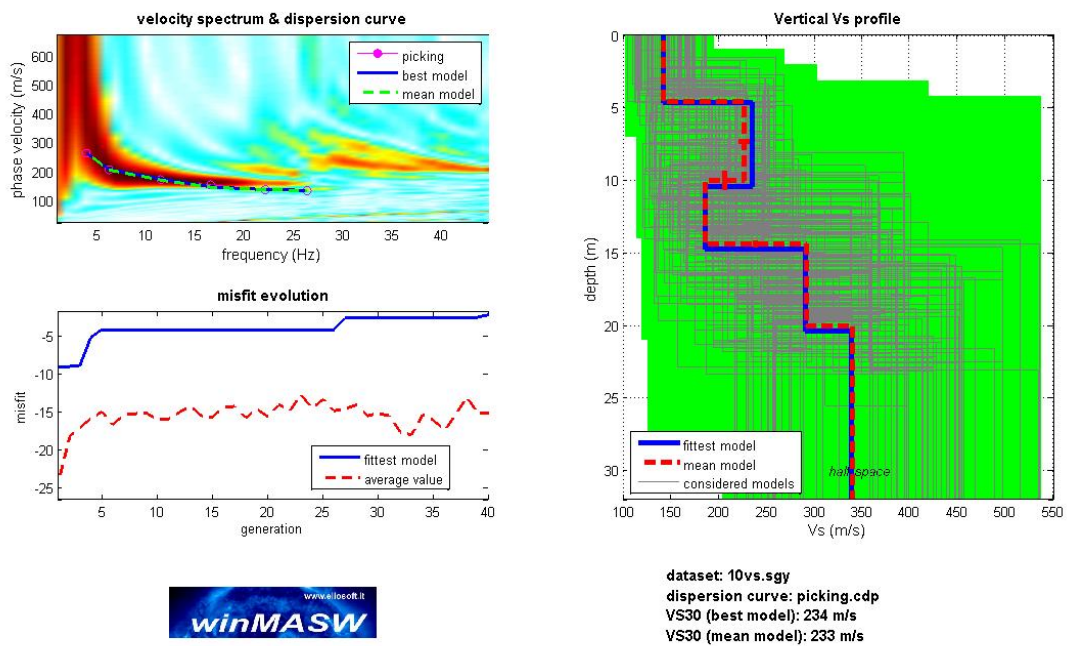 velocity spectrum & dispersion curve
600
500
400
300
200
100
phase velocity (m/s)
picking
best model
mean model
5
10
15
20
25
30
35
40
frequency (Hz)
misfit evolution
-5
-10
-15
-20
-25
misfit
fittest model
average value
5
10
15
20
25
30
35
40
generation
www.eliosoft.it
winMASW
Vertical Vs profile
0
5
10
15
20
25
30
depth (m)
fittest model
mean model
considered models
half-space
100
150
200
250
300
350
400
450
500
550
Vs (m/s)
dataset: 10vs.sgy
dispersion curve: picking.cdp
VS30 (best model): 234 m/s
VS30 (mean model): 233 m/s